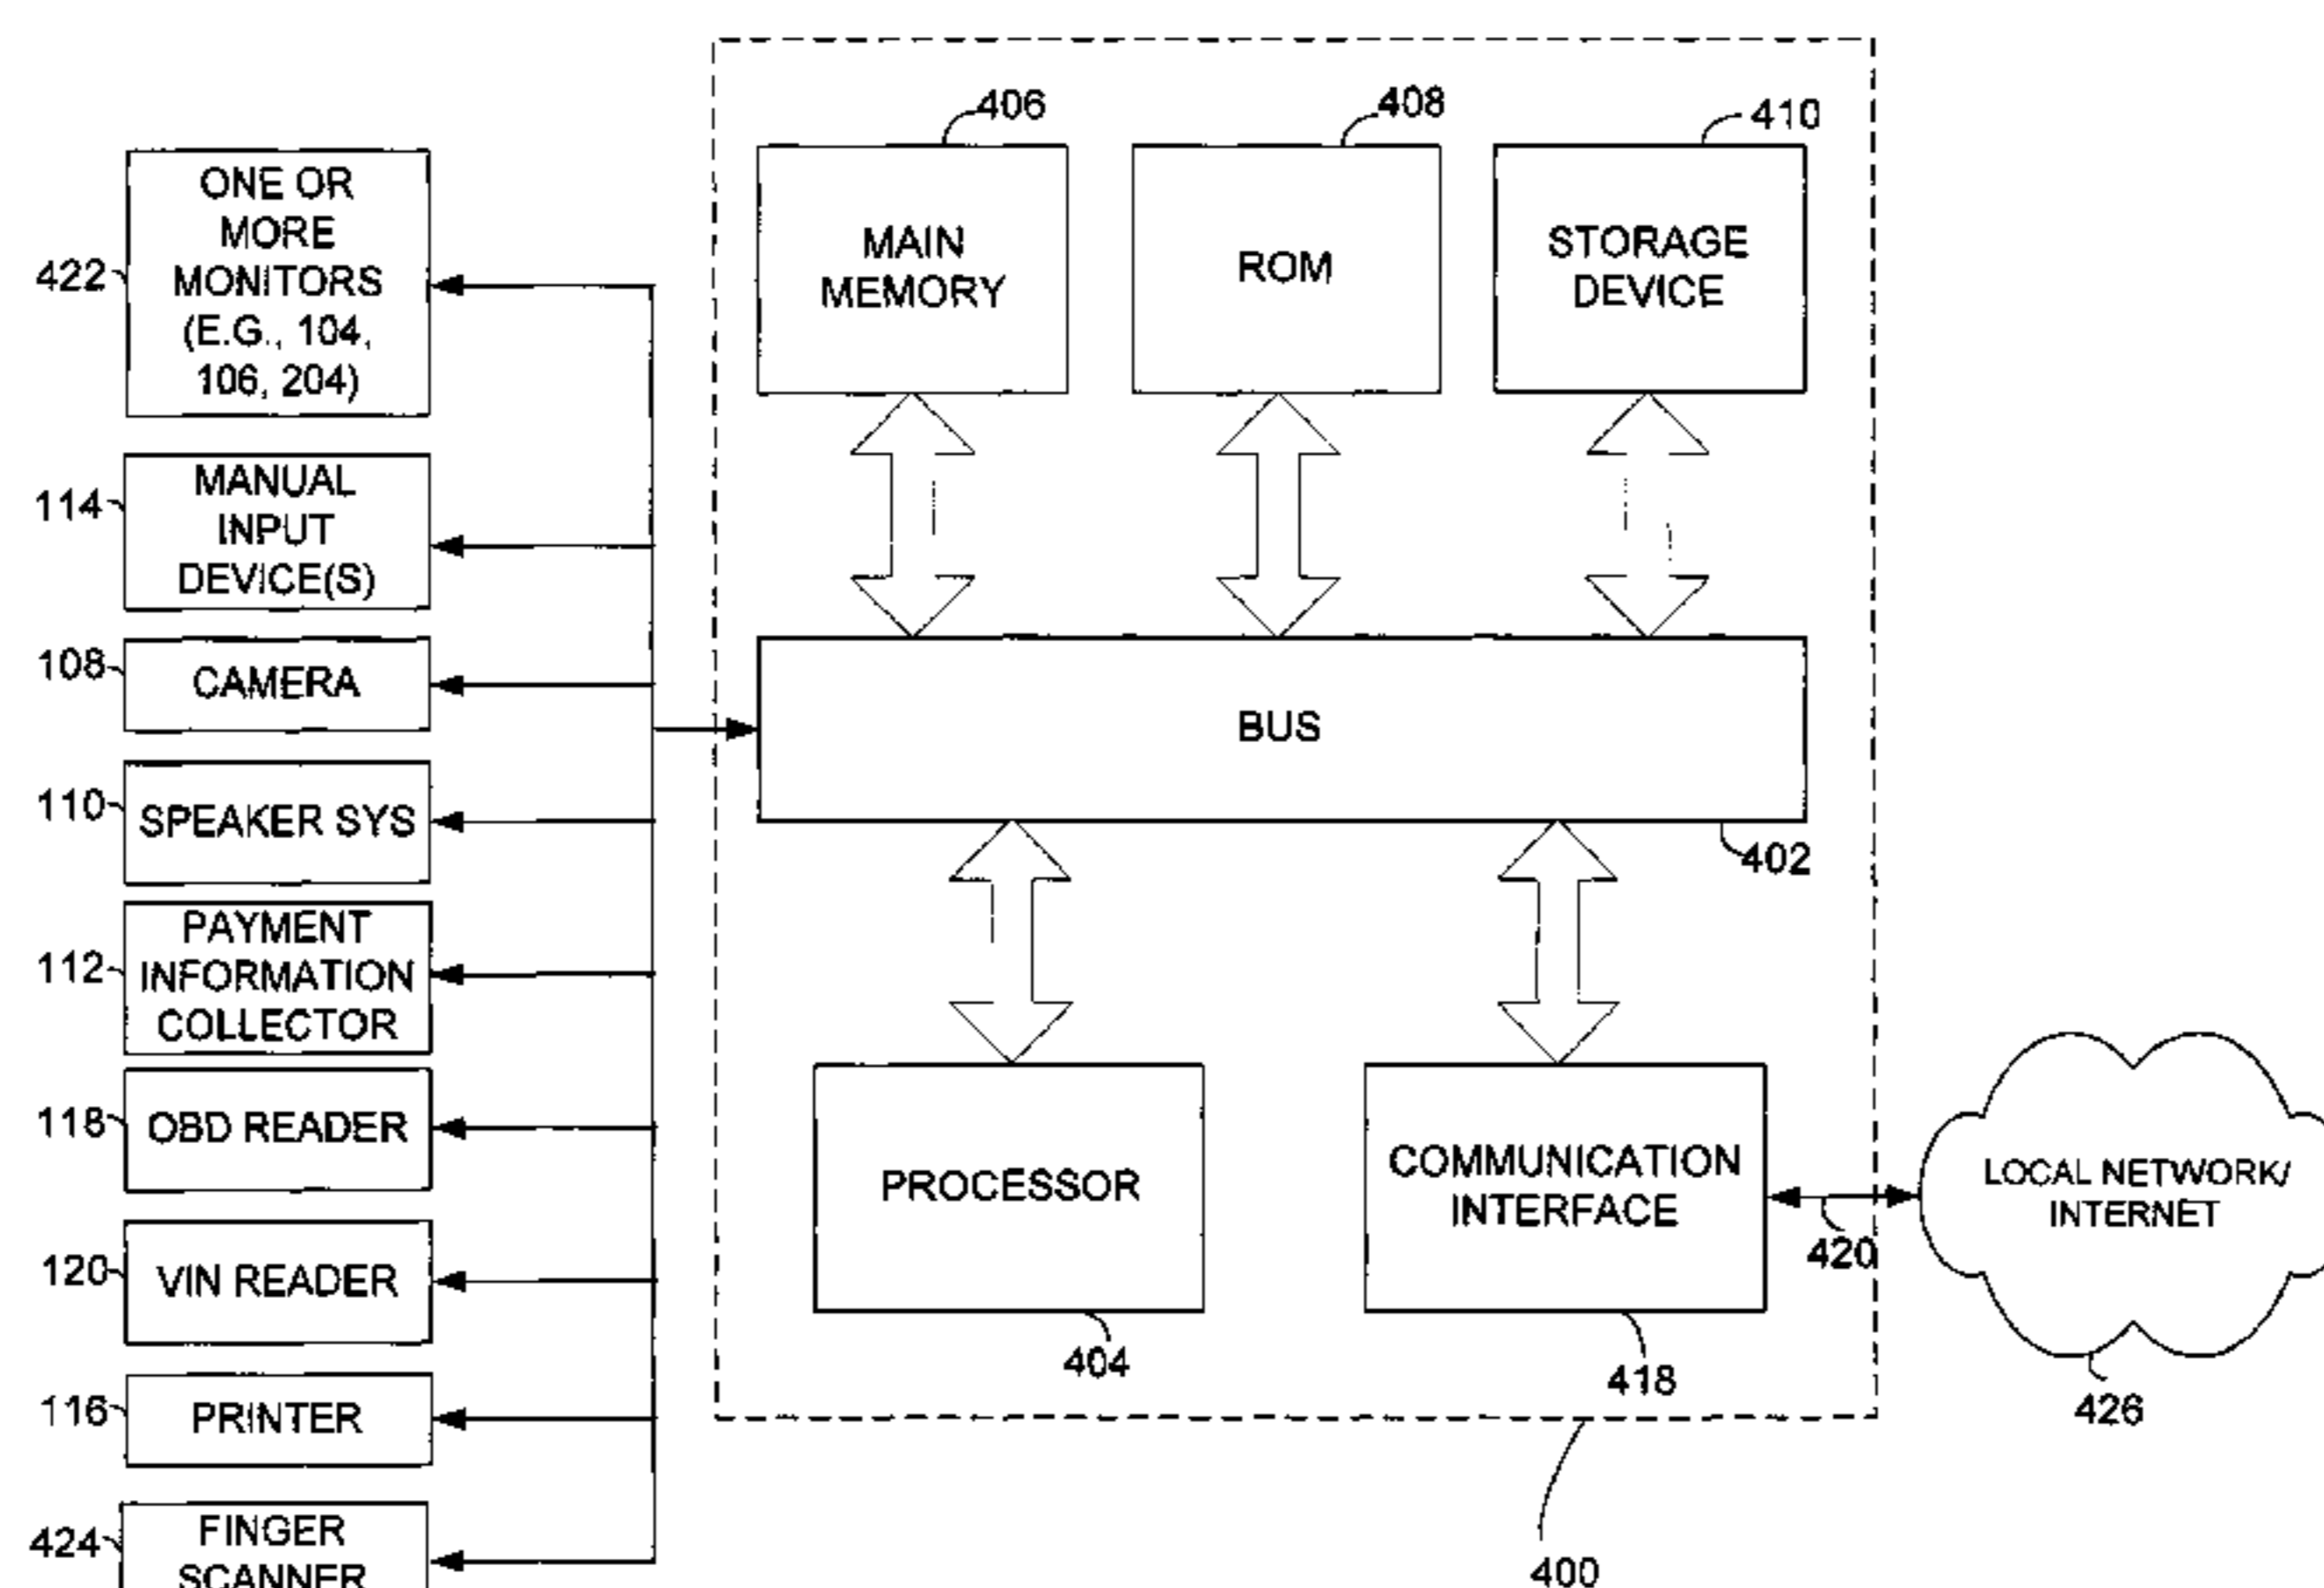 422
ONE OR
MORE
MONITORS
(E.G., 104,
106, 204)
114
MANUAL
INPUT
DEVICE(S)
108
CAMERA
110
SPEAKER SYS
112
PAYMENT
INFORMATION
COLLECTOR
118
OBD READER
120
VIN READER
116
PRINTER
424
FINGER
SCANNER
406
MAIN
MEMORY
408
ROM
410
STORAGE
DEVICE
BUS
402
PROCESSOR
404
COMMUNICATION
INTERFACE
418
420
LOCAL NETWORK/
INTERNET
426
400